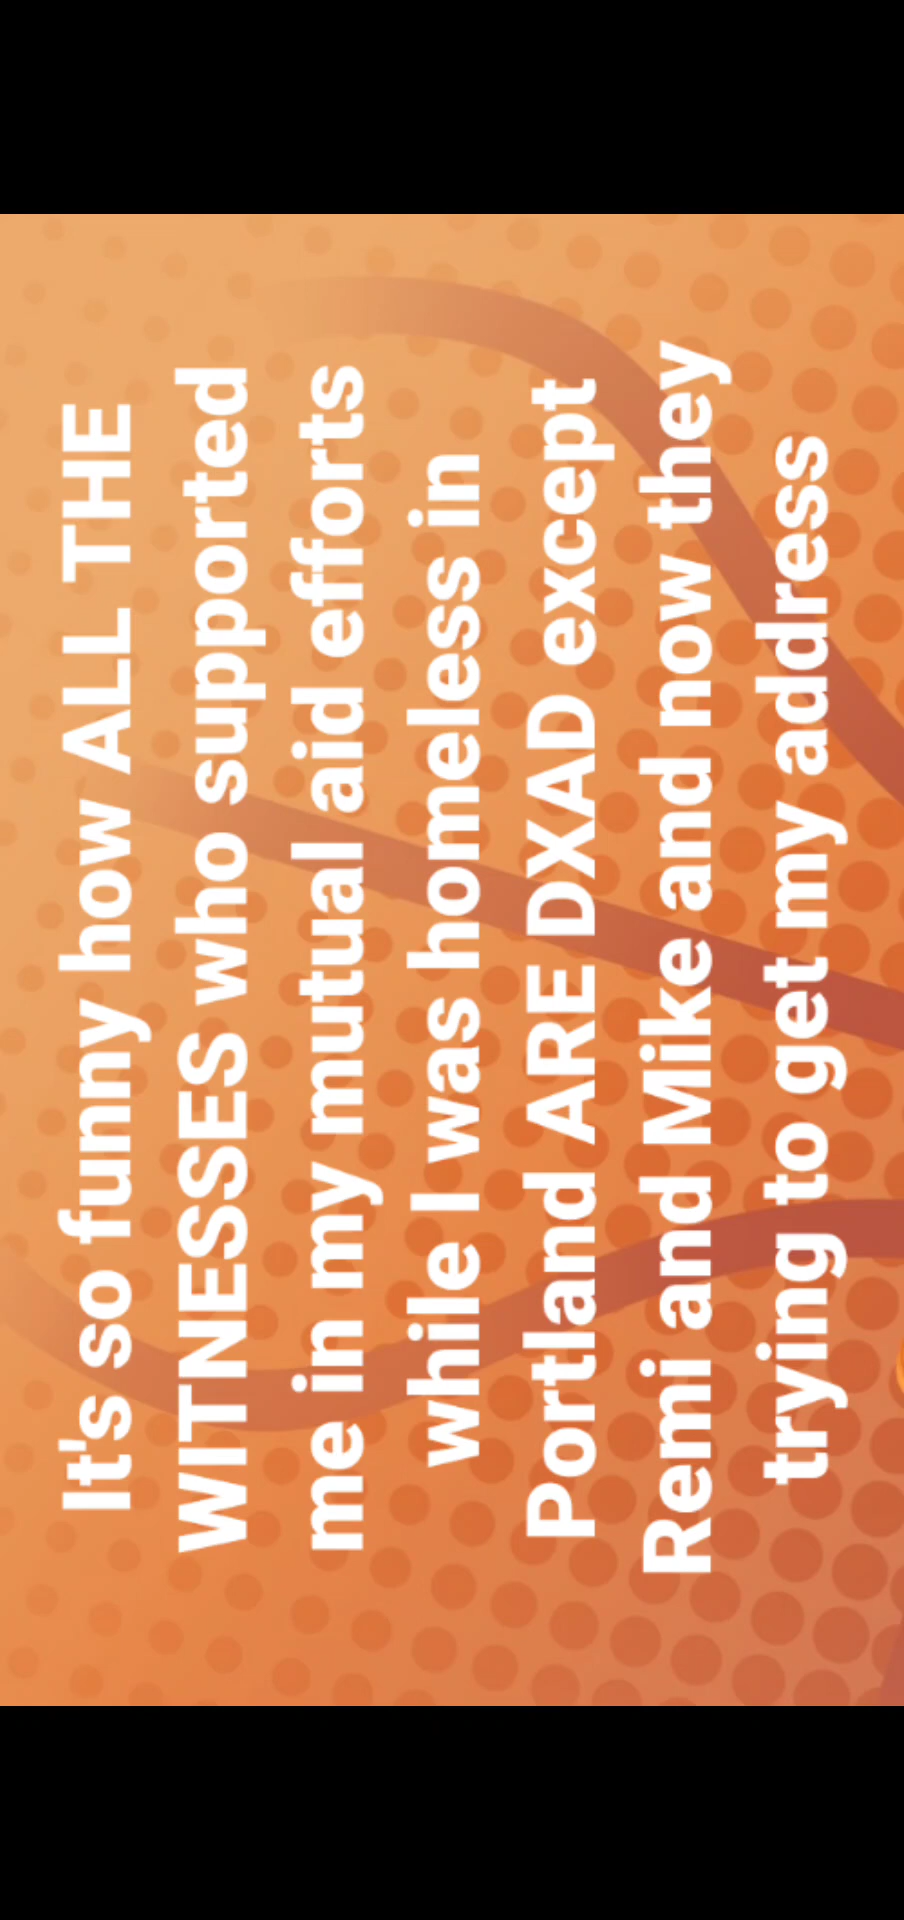 It's so funny how ALL THE
WITNESSES who supported
me in my mutual aid efforts
while I was homeless in
Portland ARE DXAD except
Remi and Mike and now they
trying to get my address